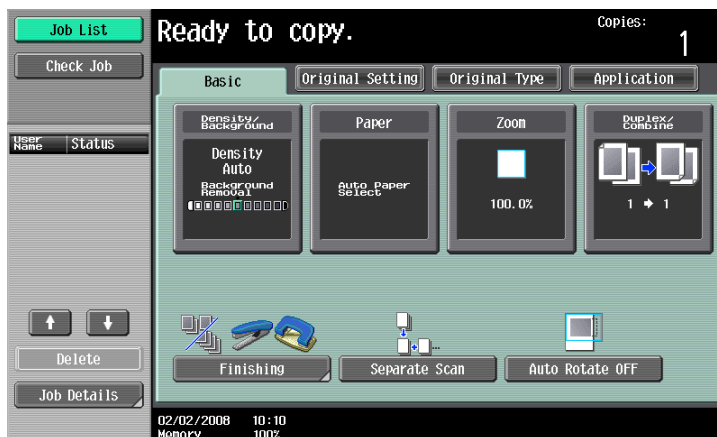 Job List
Ready to copy.
Copies:
1
Check Job
Basic
Original Setting
Original Type
Application
User
Name
Status
Density/
Background
Paper
Zoom
Duplex/
Combine
Density
Auto
Background
Removal
Auto Paper
Select
100.0%
1 → 1
...
Finishing
Separate Scan
Auto Rotate OFF
Delete
Job Details
02/02/2008 10:10
Memory 100%